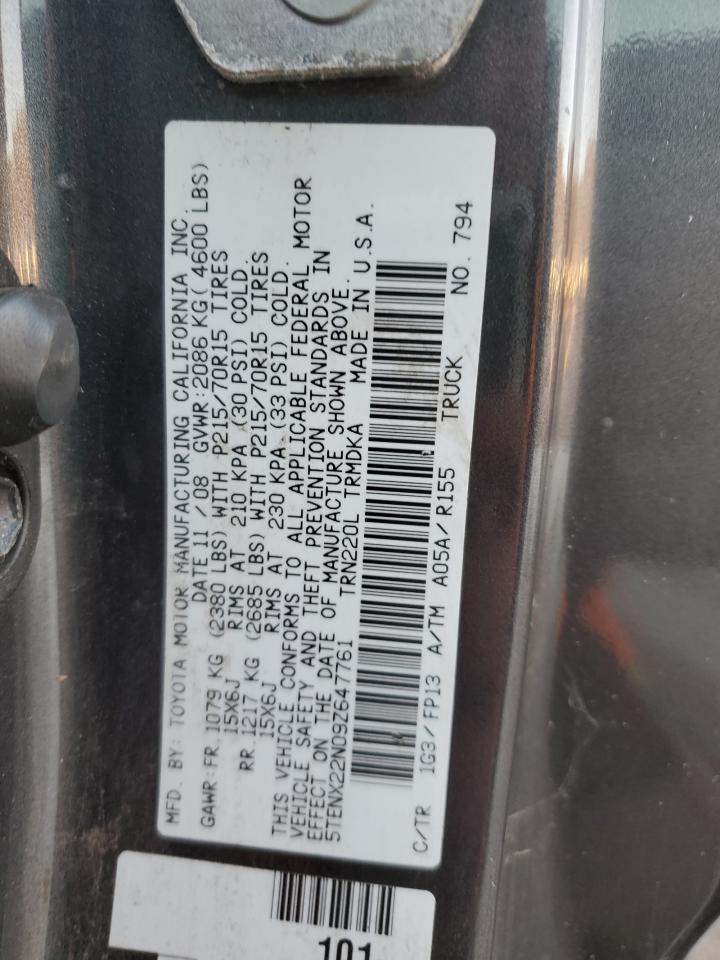 MFD. BY: TOYOTA MOTOR MANUFACTURING CALIFORNIA INC.
DATE 11/08 GVWR:2086KG(4600 LBS)
GAWR:FR.1079 KG (2380 LBS) WITH P215/70R15 TIRES
15X6J RIMS AT 210 KPA (30 PSI) COLD.
RR.1217 KG (2685 LBS) WITH P215/70R15 TIRES
15X6J RIMS AT 230 KPA (33 PSI) COLD.
THIS VEHICLE CONFORMS TO ALL APPLICABLE FEDERAL MOTOR
VEHICLE SAFETY AND THEFT PREVENTION STANDARDS IN
EFFECT ON THE DATE OF MANUFACTURE SHOWN ABOVE.
5TENX22N09Z647761 TRN220L TRMDKA MADE IN U.S.A.
C/TR 1G3/FP13 A/TM A05A/R155 TRUCK NO. 794
101